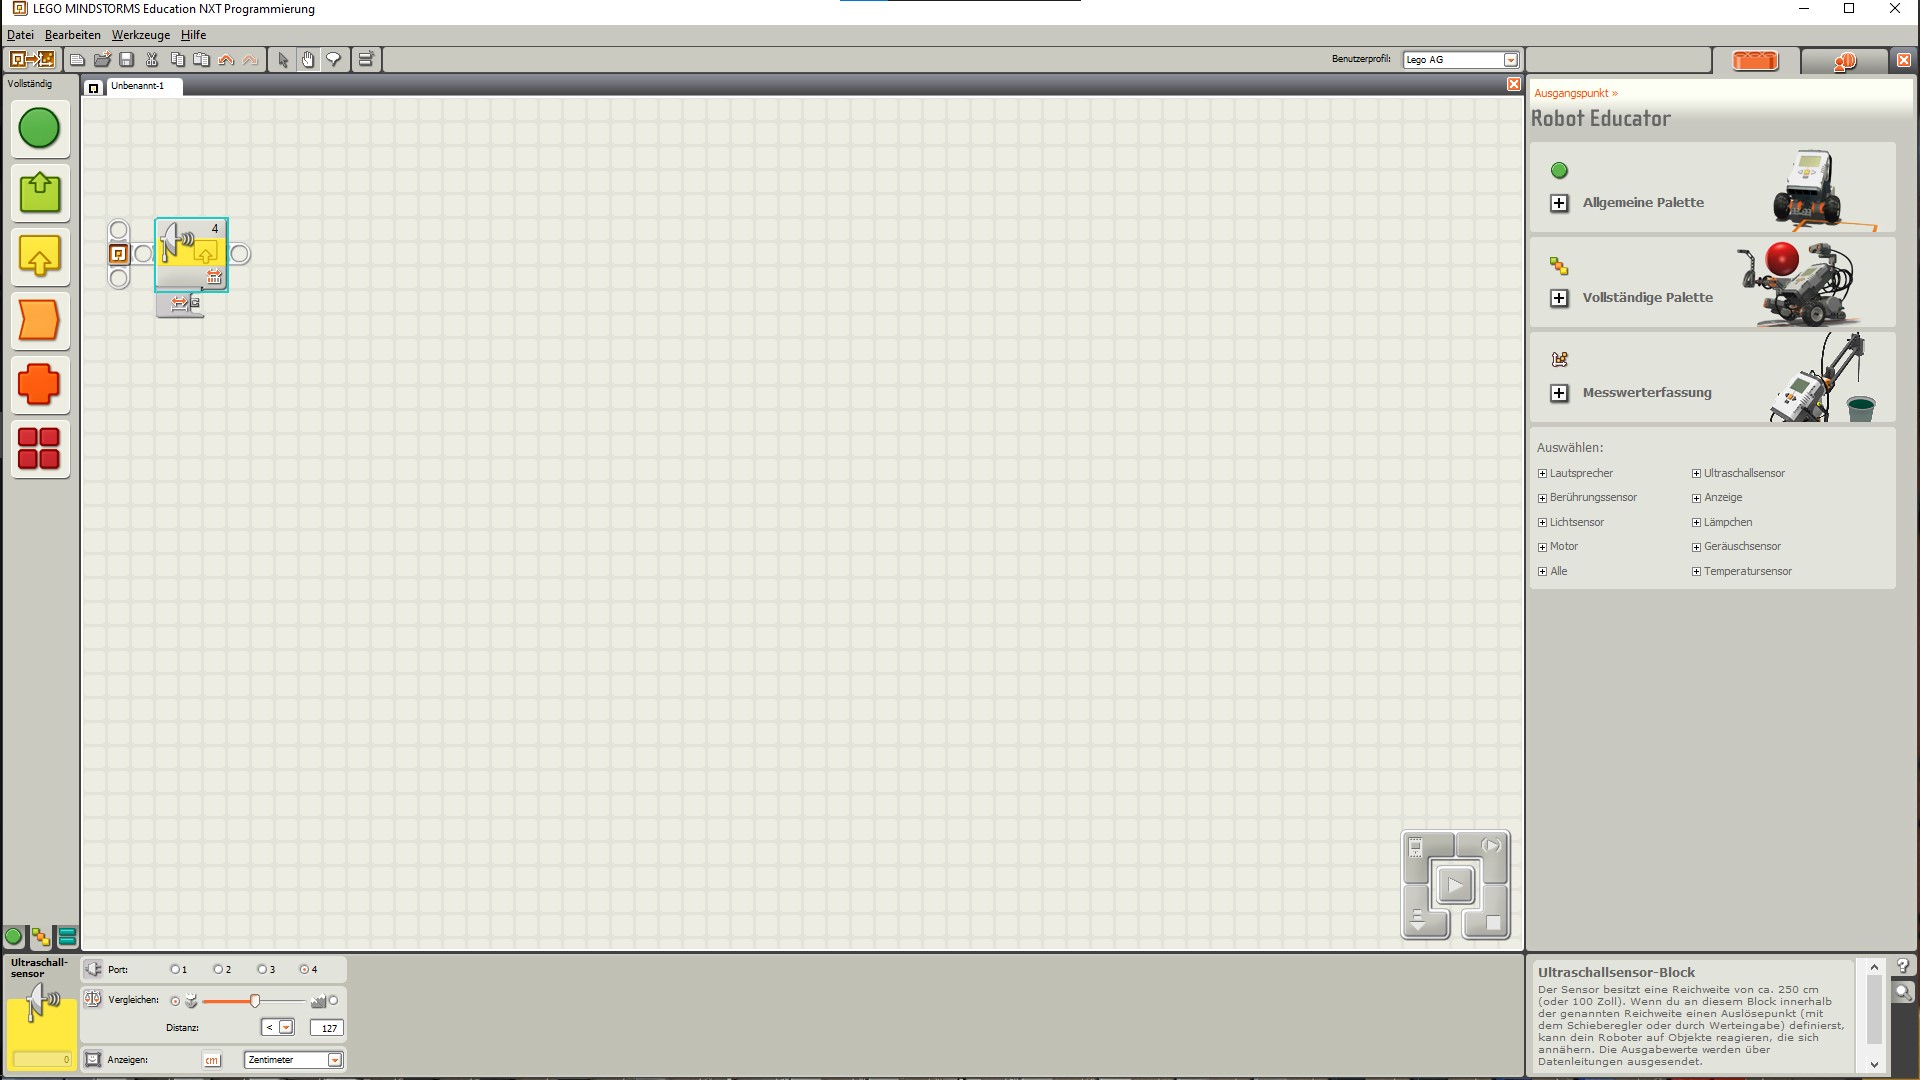 LEGO MINDSTORMS Education NXT Programmierung
Datei Bearbeiten Werkzeuge Hilfe
Benutzerprofil: Lego AG
Vollständig
Unbenannt-1
4
Ausgangspunkt »
Robot Educator
Allgemeine Palette
Vollständige Palette
Messwerterfassung
Auswählen:
Lautsprecher Ultraschallsensor
Berührungssensor Anzeige
Lichtsensor Lämpchen
Motor Geräuschsensor
Alle Temperatursensor
Ultraschall-
sensor
0
Port: 1 2 3 4
Vergleichen:
Distanz: < 127
Anzeigen: cm Zentimeter
Ultraschallsensor-Block
Der Sensor besitzt eine Reichweite von ca. 250 cm
(oder 100 Zoll). Wenn du an diesem Block innerhalb
der genannten Reichweite einen Auslösepunkt (mit
dem Schieberegler oder durch Werteingabe) definierst,
kann dein Roboter auf Objekte reagieren, die sich
annähern. Die Ausgabewerte werden über
Datenleitungen ausgesendet.
?